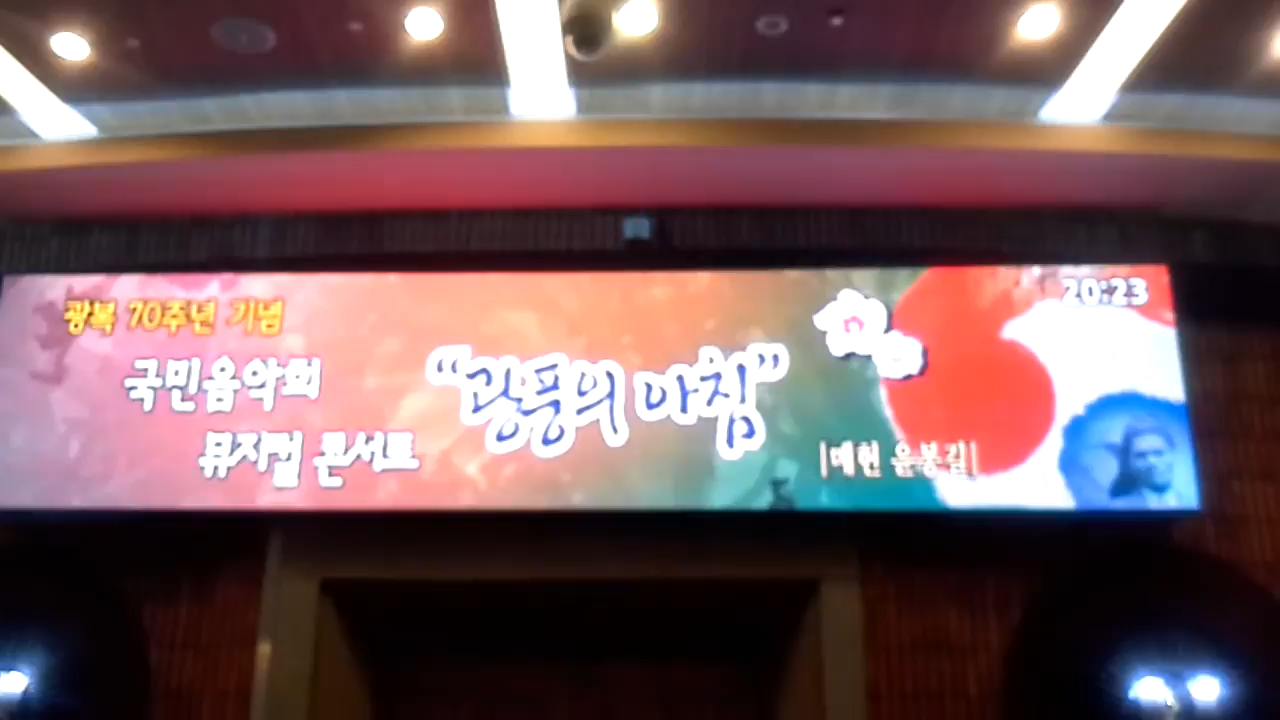 광복 70주년 기념
국민음악회
뮤지컬 콘서트
“광풍의 아침”
|매헌 윤봉길|
20:23